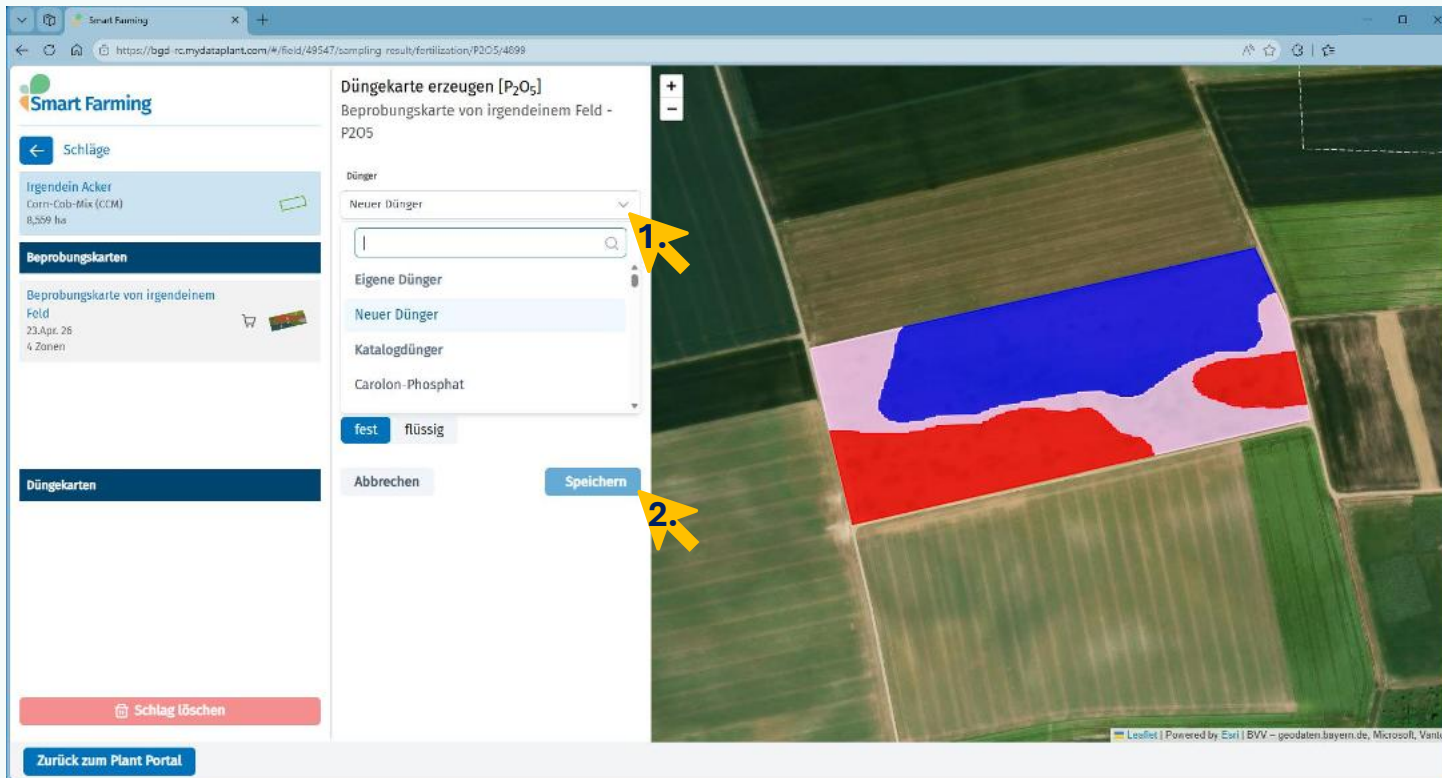 Smart Farming
https://bgd-rc.mydataplant.com/#/field/49547/sampling-result/fertilization/P2O5/4899
Smart Farming
Schläge
Irgendein Acker
Corn-Cob-Mix (CCM)
8,559 ha
Beprobungskarten
Beprobungskarte von irgendeinem
Feld
23.Apr. 26
4 Zonen
Düngekarten
Schlag löschen
Zurück zum Plant Portal
Düngekarte erzeugen [P₂O₅]
Beprobungskarte von irgendeinem Feld -
P2O5
Dünger
Neuer Dünger
1.
Eigene Dünger
Neuer Dünger
Katalogdünger
Carolon-Phosphat
fest flüssig
Abbrechen Speichern
2.
+
−
Leaflet | Powered by Esri | BVV – geodaten.bayern.de, Microsoft, Vanto